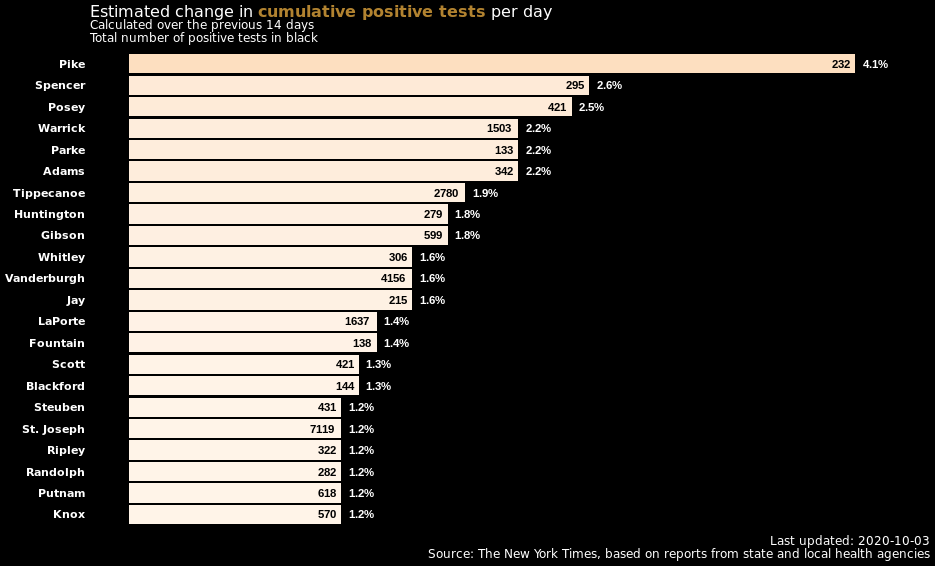 Estimated change in cumulative positive tests per day
Calculated over the previous 14 days
Total number of positive tests in black
Pike 232 4.1%
Spencer 295 2.6%
Posey 421 2.5%
Warrick 1503 2.2%
Parke 133 2.2%
Adams 342 2.2%
Tippecanoe 2780 1.9%
Huntington 279 1.8%
Gibson 599 1.8%
Whitley 306 1.6%
Vanderburgh 4156 1.6%
Jay 215 1.6%
LaPorte 1637 1.4%
Fountain 138 1.4%
Scott 421 1.3%
Blackford 144 1.3%
Steuben 431 1.2%
St. Joseph 7119 1.2%
Ripley 322 1.2%
Randolph 282 1.2%
Putnam 618 1.2%
Knox 570 1.2%
Last updated: 2020-10-03
Source: The New York Times, based on reports from state and local health agencies